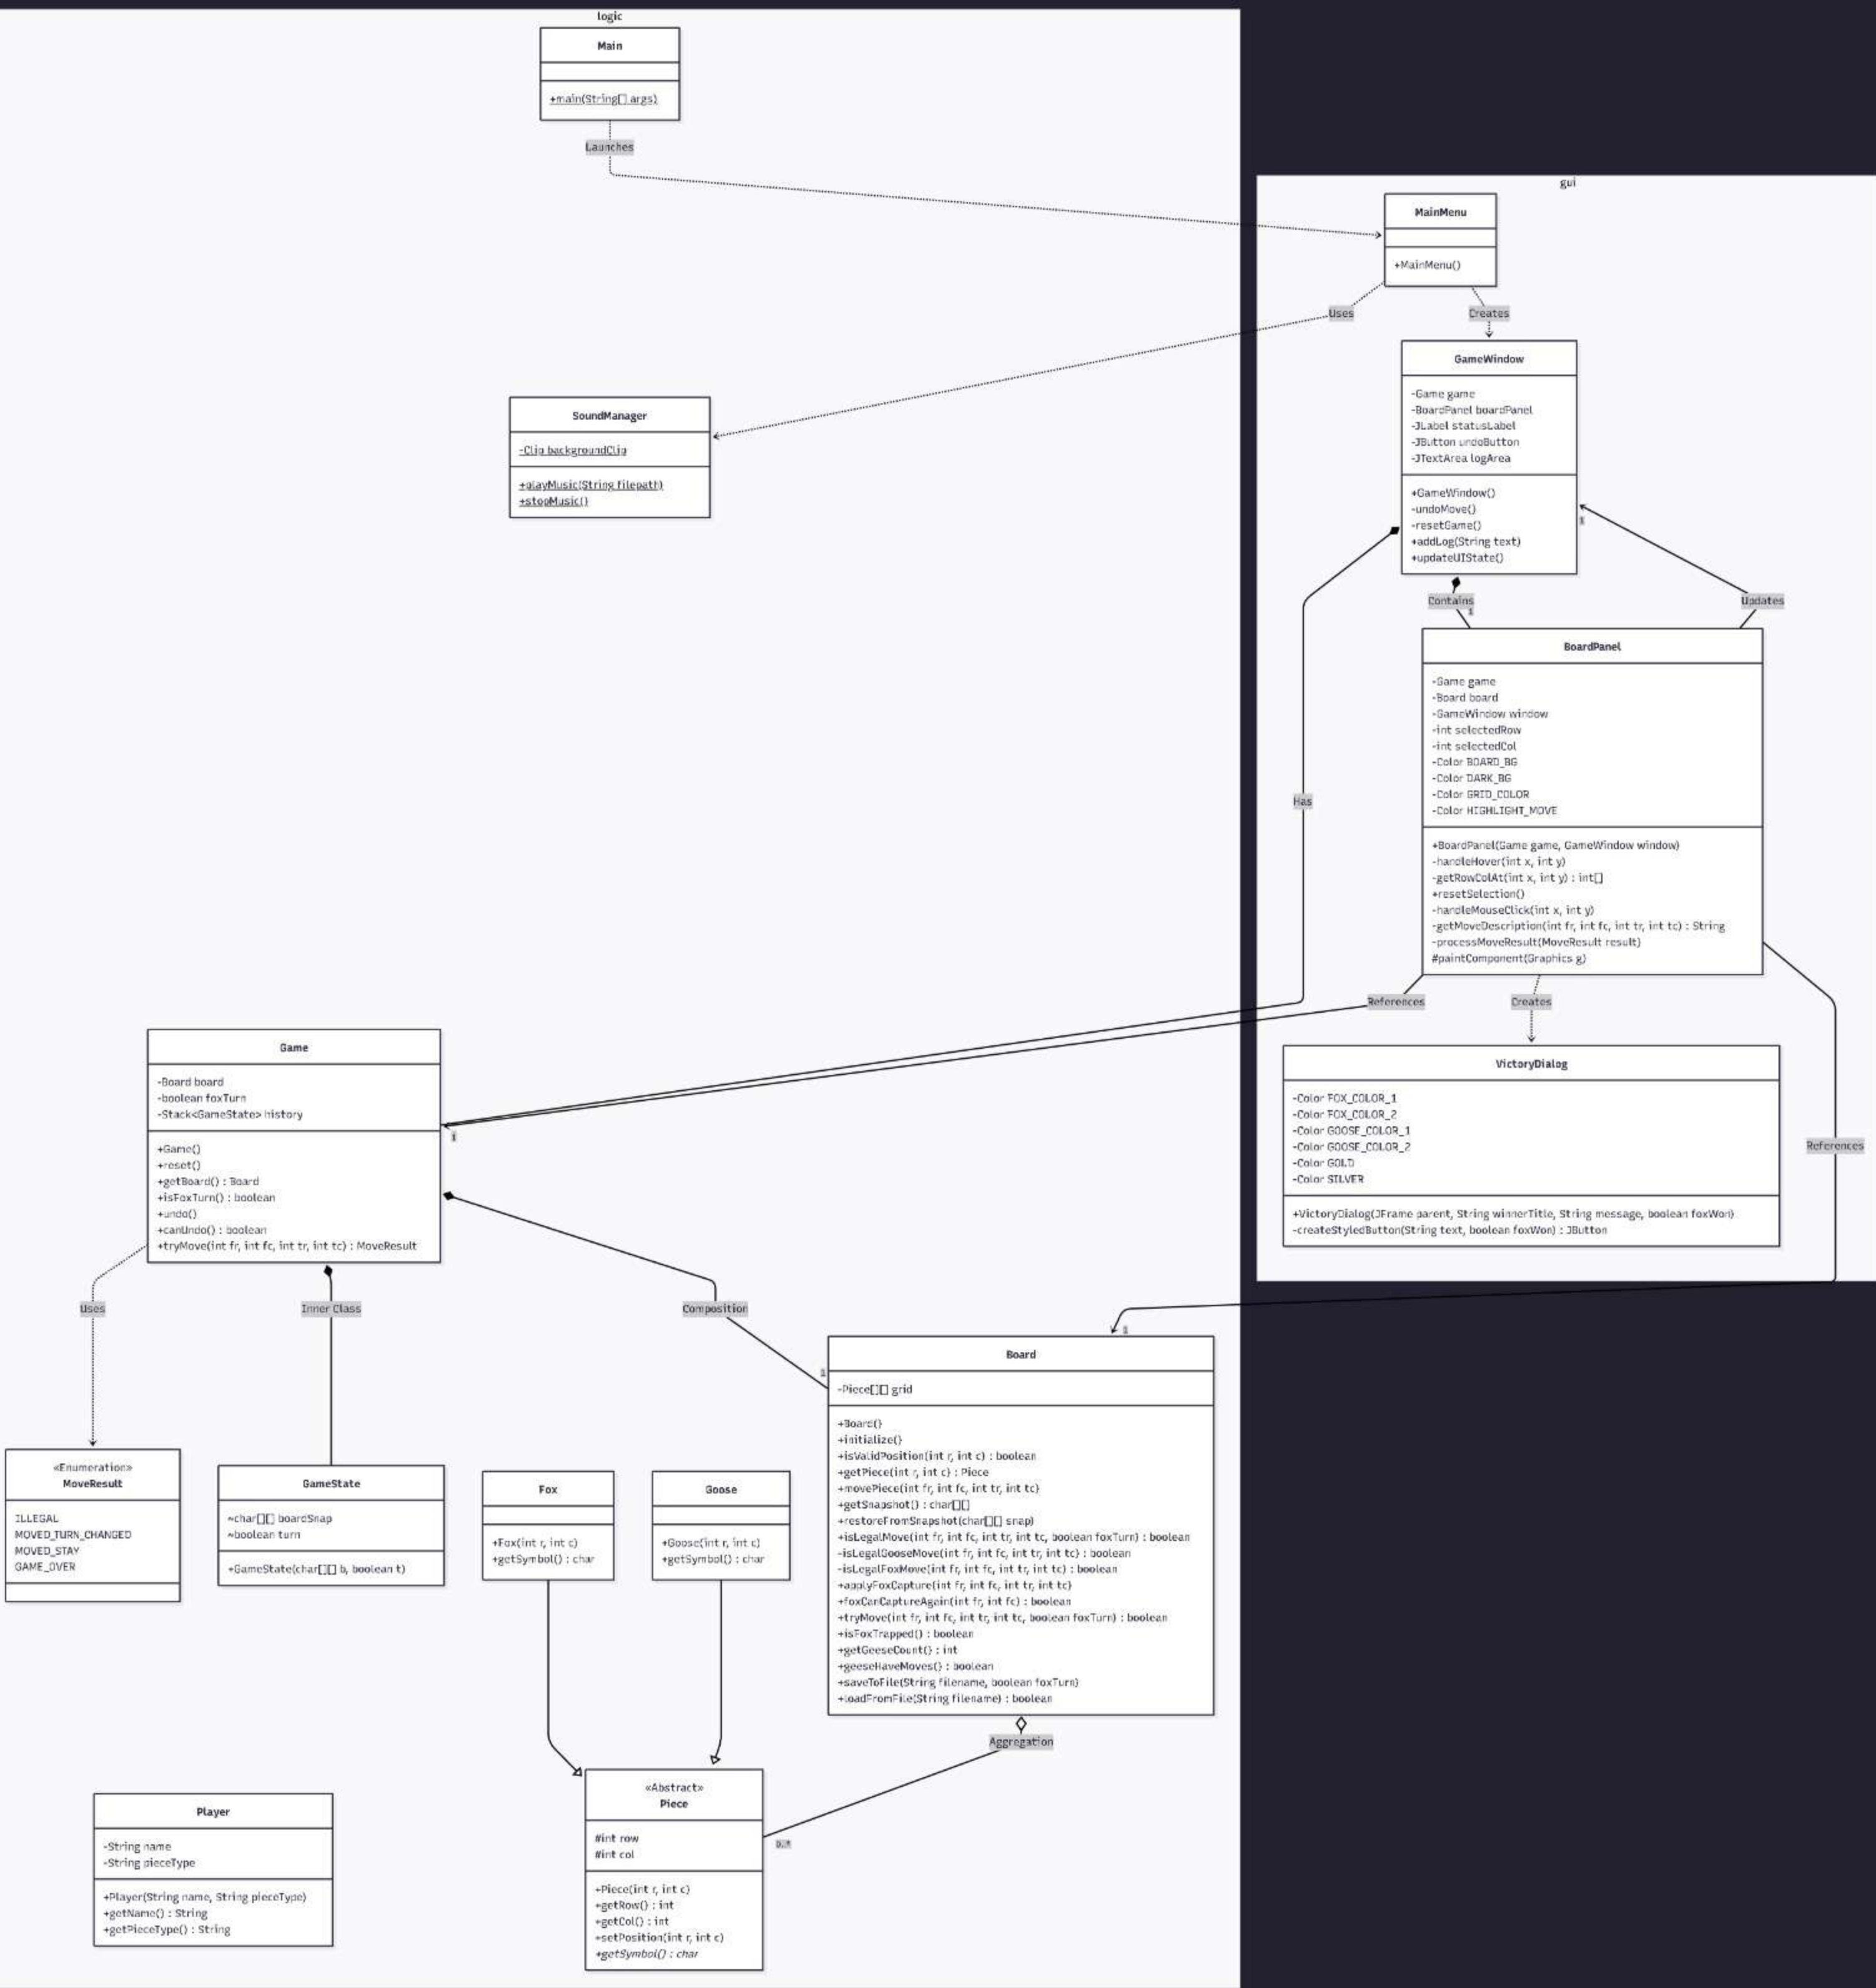 logic
Main
+main(String[] args)
Launches
gui
MainMenu
+MainMenu()
Uses
Creates
GameWindow
-Game game
-BoardPanel boardPanel
-JLabel statusLabel
-JButton undoButton
-JTextArea logArea
+GameWindow()
-undoMove()
-resetGame()
+addLog(String text)
+updateUIState()
1
SoundManager
-Clip backgroundClip
+playMusic(String filepath)
+stopMusic()
Contains
1
Updates
BoardPanel
-Game game
-Board board
-GameWindow window
-int selectedRow
-int selectedCol
-Color BOARD_BG
-Color DARK_BG
-Color GRID_COLOR
-Color HIGHLIGHT_MOVE
+BoardPanel(Game game, GameWindow window)
-handleHover(int x, int y)
-getRowColAt(int x, int y) : int[]
+resetSelection()
-handleMouseClick(int x, int y)
-getMoveDescription(int fr, int fc, int tr, int tc) : String
-processMoveResult(MoveResult result)
#paintComponent(Graphics g)
Has
References
Creates
References
Game
-Board board
-boolean foxTurn
-Stack<GameState> history
+Game()
+reset()
+getBoard() : Board
+isFoxTurn() : boolean
+undo()
+canUndo() : boolean
+tryMove(int fr, int fc, int tr, int tc) : MoveResult
1
VictoryDialog
-Color FOX_COLOR_1
-Color FOX_COLOR_2
-Color GOOSE_COLOR_1
-Color GOOSE_COLOR_2
-Color GOLD
-Color SILVER
+VictoryDialog(JFrame parent, String winnerTitle, String message, boolean foxWon)
-createStyledButton(String text, boolean foxWon) : JButton
Uses
Inner Class
Composition
1
1
Board
-Piece[][] grid
+Board()
+initialize()
+isValidPosition(int r, int c) : boolean
+getPiece(int r, int c) : Piece
+movePiece(int fr, int fc, int tr, int tc)
+getSnapshot() : char[][]
+restoreFromSnapshot(char[][] snap)
+isLegalMove(int fr, int fc, int tr, int tc, boolean foxTurn) : boolean
-isLegalGooseMove(int fr, int fc, int tr, int tc) : boolean
-isLegalFoxMove(int fr, int fc, int tr, int tc) : boolean
+applyFoxCapture(int fr, int fc, int tr, int tc)
+foxCanCaptureAgain(int fr, int fc) : boolean
+tryMove(int fr, int fc, int tr, int tc, boolean foxTurn) : boolean
+isFoxTrapped() : boolean
+getGeeseCount() : int
+geeseHaveMoves() : boolean
+saveToFile(String filename, boolean foxTurn)
+loadFromFile(String filename) : boolean
«Enumeration»
MoveResult
ILLEGAL
MOVED_TURN_CHANGED
MOVED_STAY
GAME_OVER
GameState
~char[][] boardSnap
~boolean turn
+GameState(char[][] b, boolean t)
Fox
+Fox(int r, int c)
+getSymbol() : char
Goose
+Goose(int r, int c)
+getSymbol() : char
Aggregation
0..*
«Abstract»
Piece
#int row
#int col
+Piece(int r, int c)
+getRow() : int
+getCol() : int
+setPosition(int r, int c)
+getSymbol() : char
Player
-String name
-String pieceType
+Player(String name, String pieceType)
+getName() : String
+getPieceType() : String